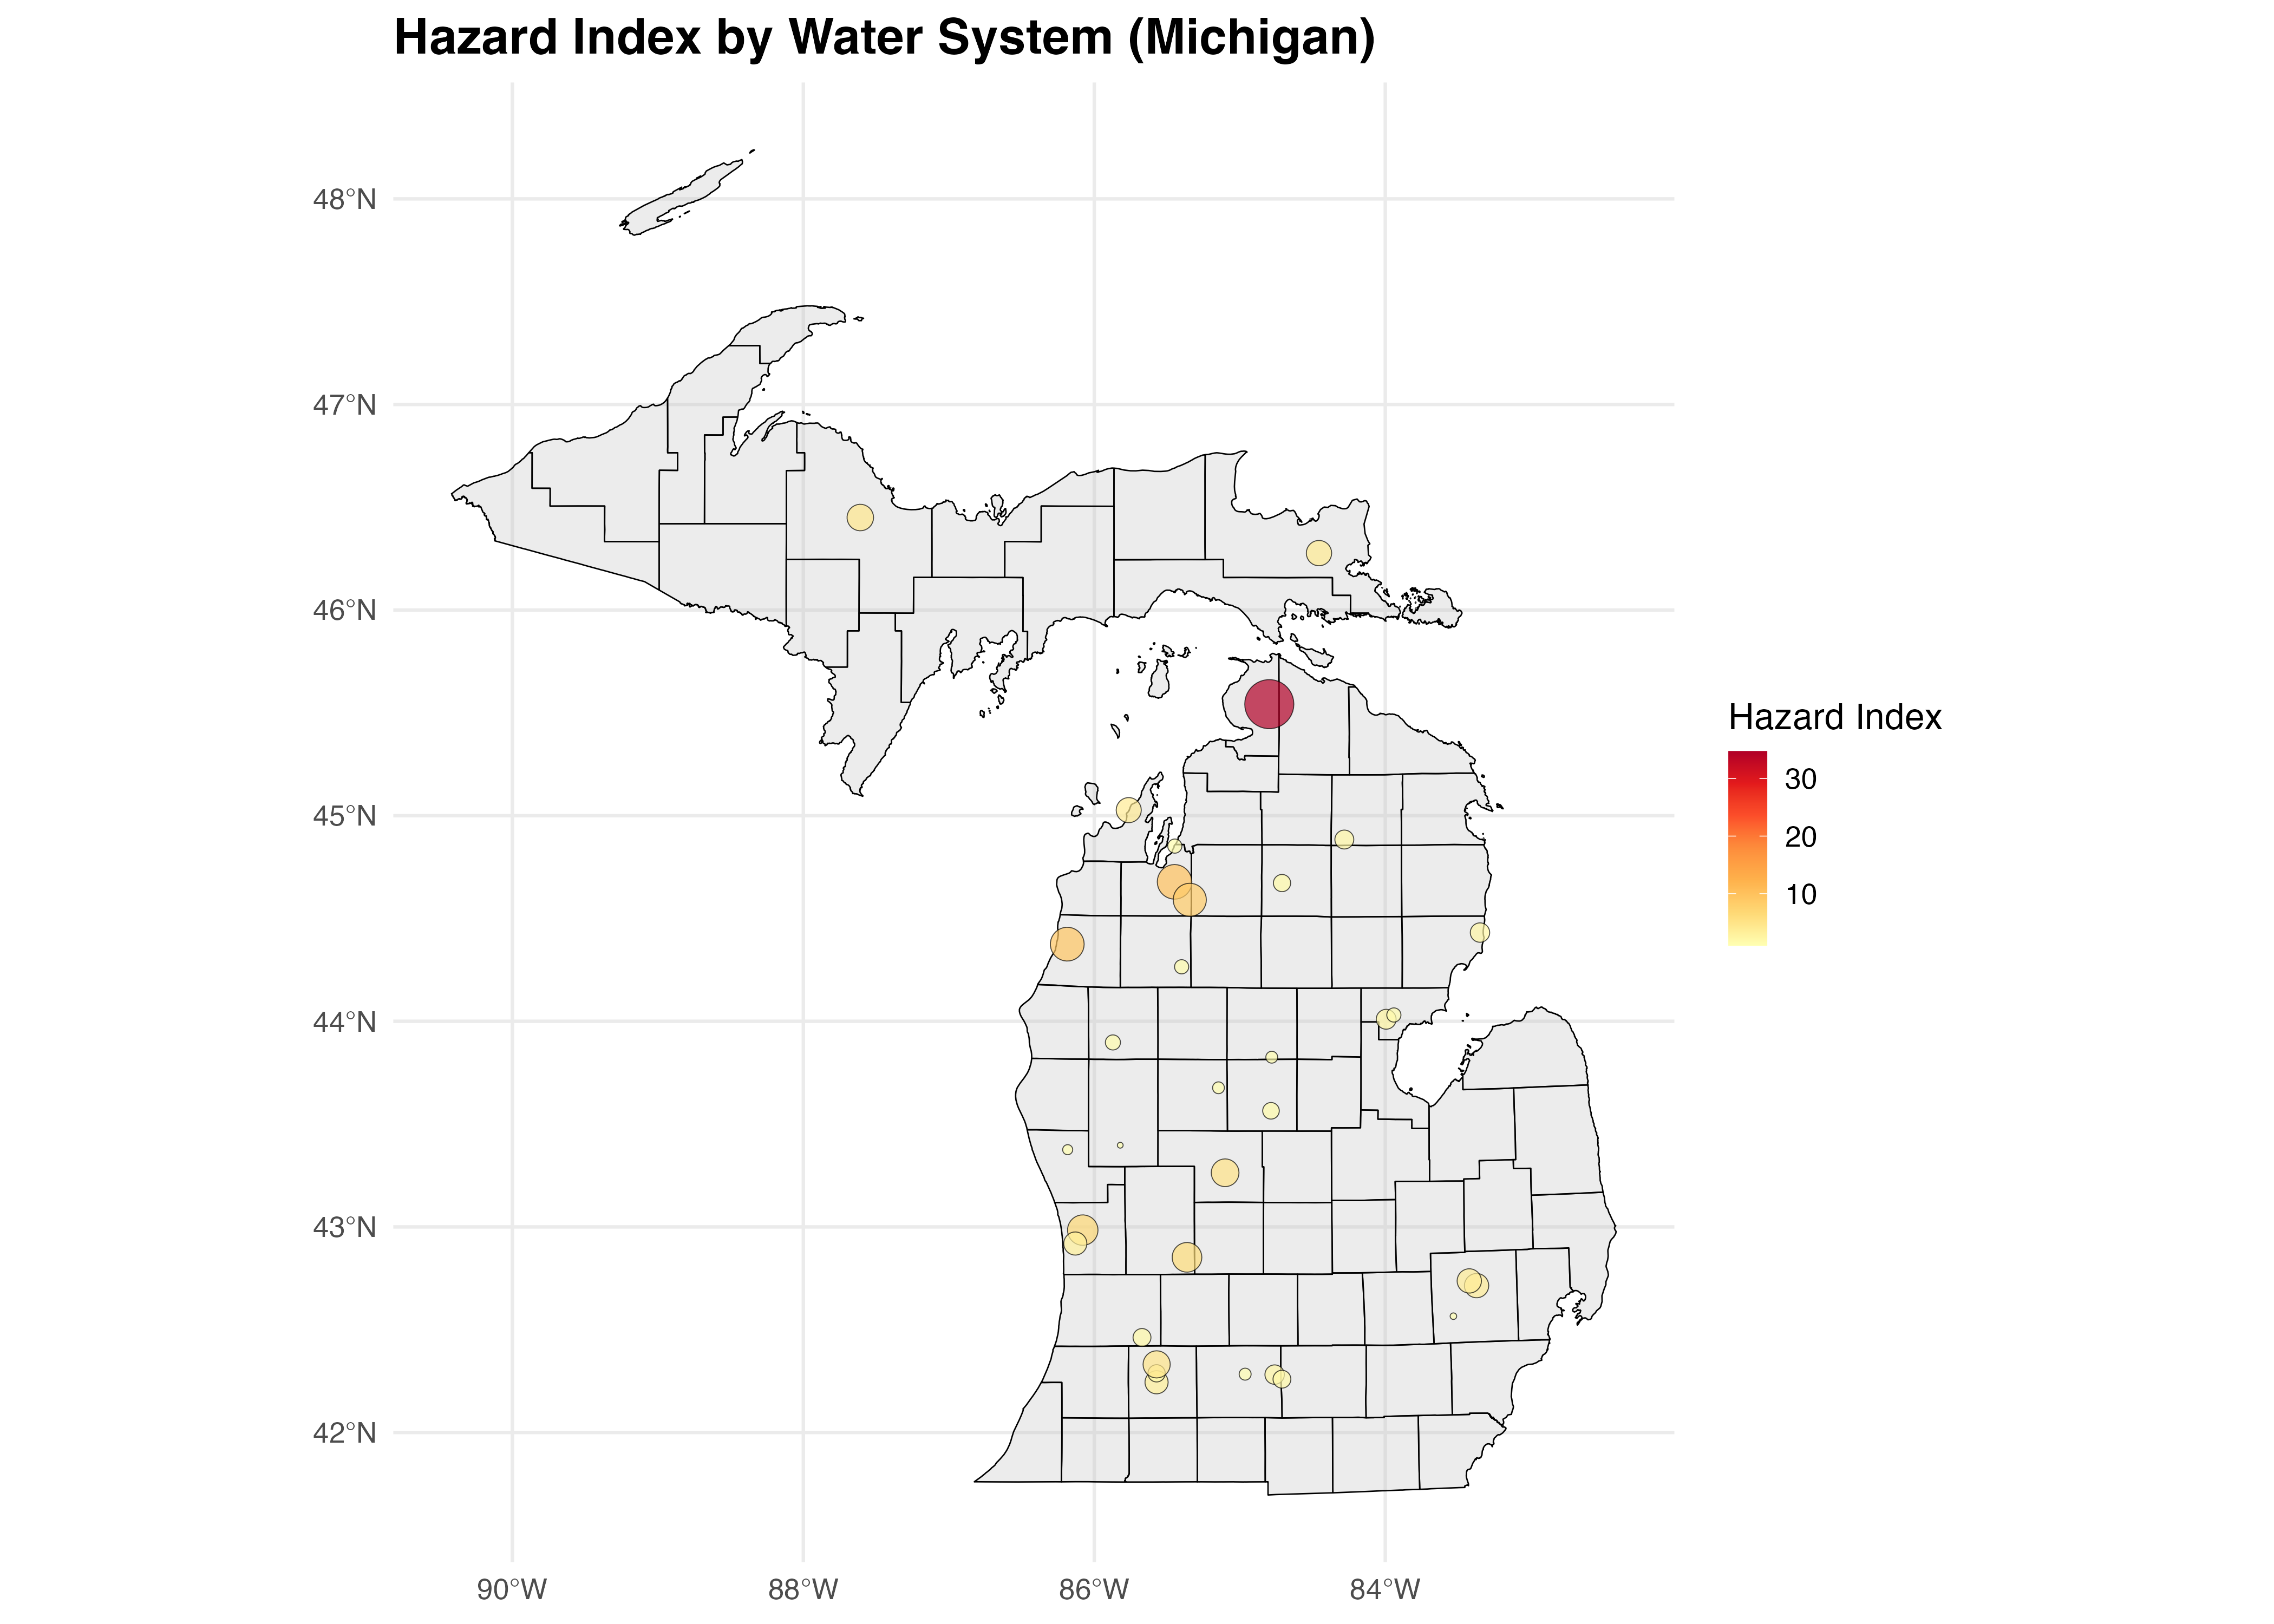 Hazard Index by Water System (Michigan)
48°N
47°N
46°N
45°N
44°N
43°N
42°N
90°W
88°W
86°W
84°W
Hazard Index
30
20
10